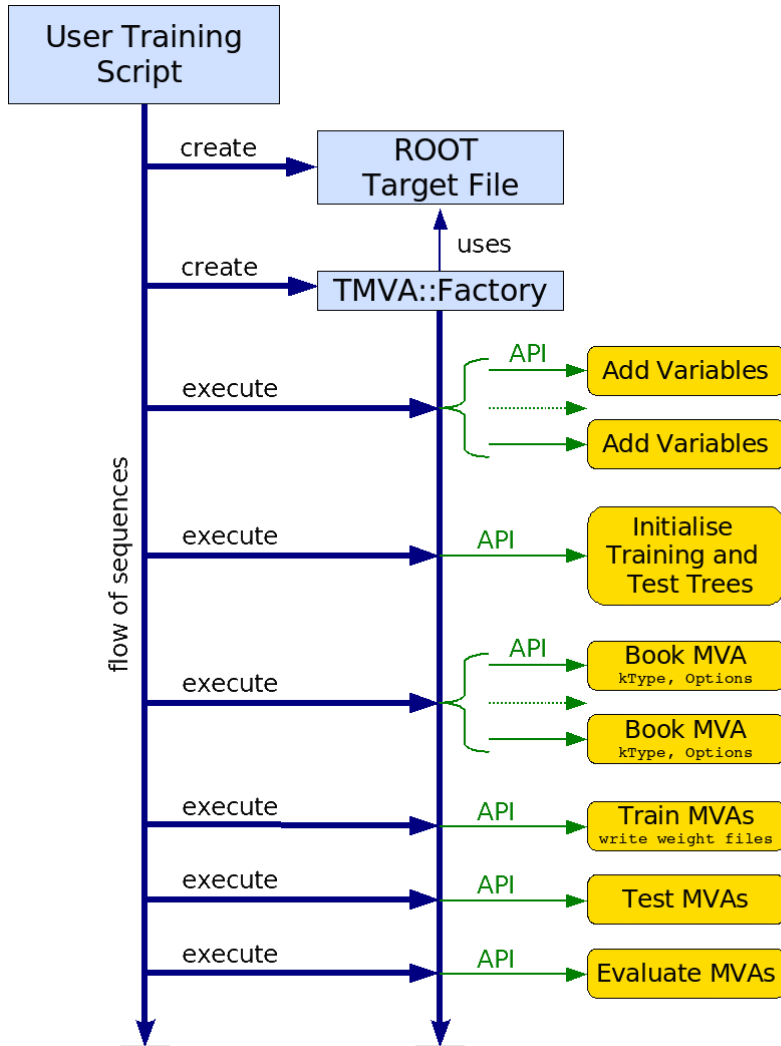 User Training
Script
create
ROOT
Target File
uses
create
TMVA::Factory
API
Add Variables
execute
Add Variables
flow of sequences
execute
API
Initialise
Training and
Test Trees
API
Book MVA
kType, Options
execute
Book MVA
kType, Options
execute
API
Train MVAs
write weight files
execute
API
Test MVAs
execute
API
Evaluate MVAs